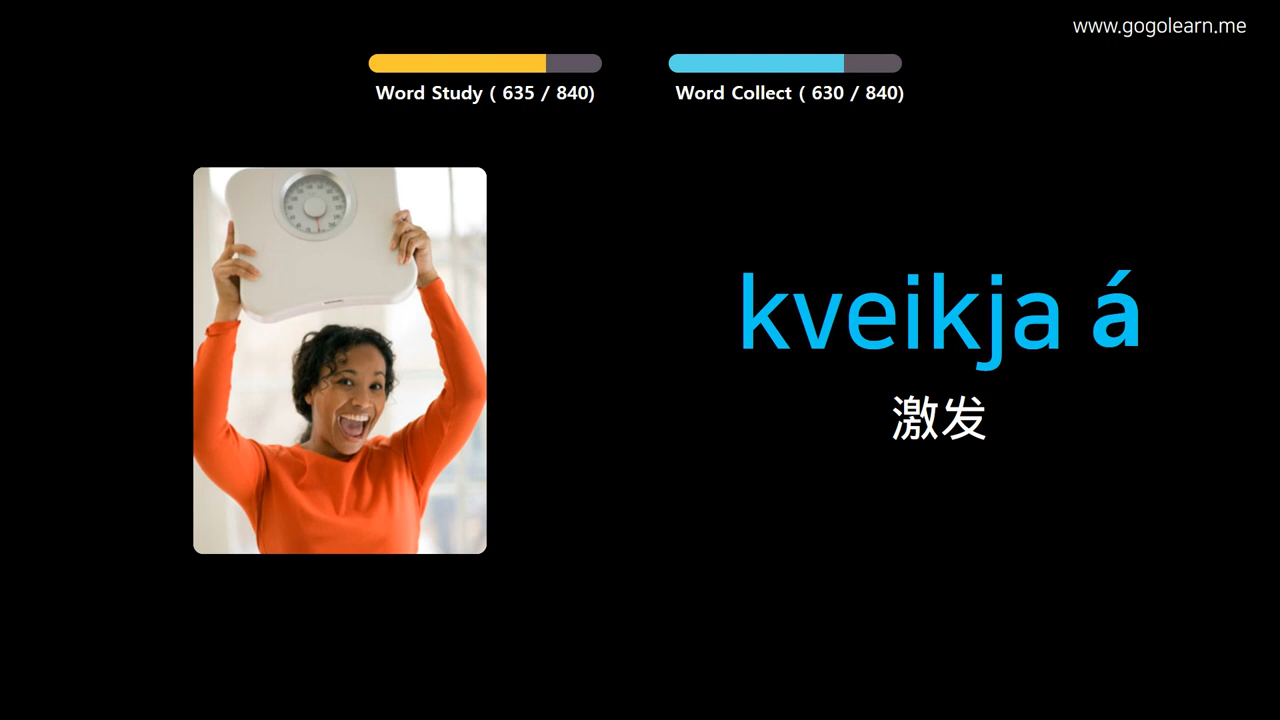 www.gogolearn.me
Word Study ( 635 / 840)
Word Collect ( 630 / 840)
kveikja á
激发